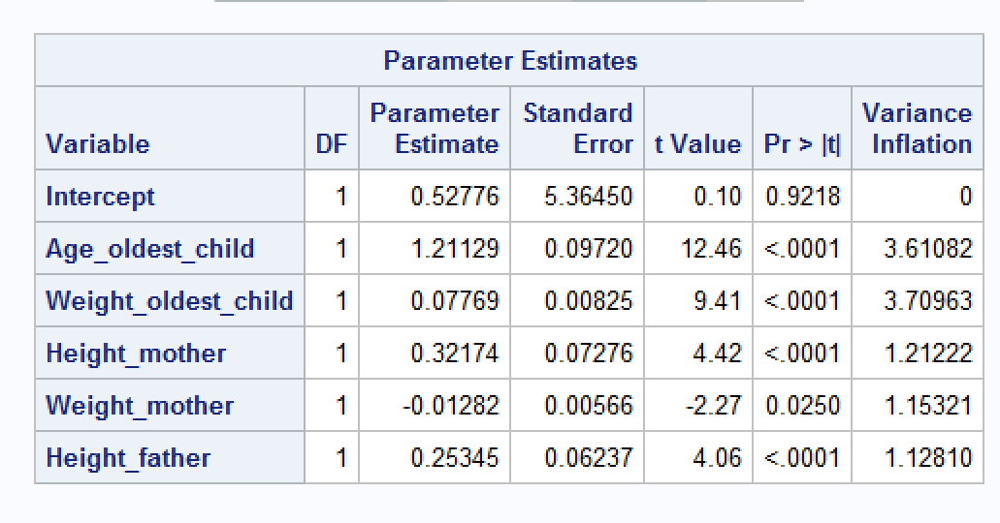 Parameter Estimates
Variable DF Parameter Estimate Standard Error t Value Pr > |t| Variance Inflation
Intercept 1 0.52776 5.36450 0.10 0.9218 0
Age_oldest_child 1 1.21129 0.09720 12.46 <.0001 3.61082
Weight_oldest_child 1 0.07769 0.00825 9.41 <.0001 3.70963
Height_mother 1 0.32174 0.07276 4.42 <.0001 1.21222
Weight_mother 1 -0.01282 0.00566 -2.27 0.0250 1.15321
Height_father 1 0.25345 0.06237 4.06 <.0001 1.12810